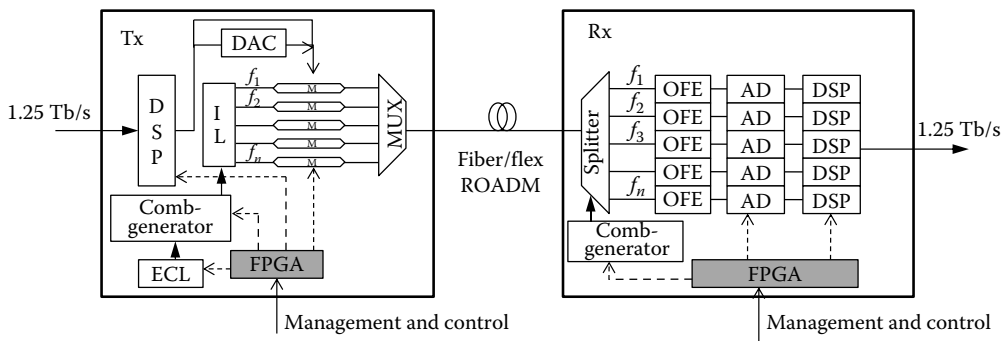 Tx
DAC
1.25 Tb/s
D
S
P
I
L
f1
f2
fn
M
M
M
M
M
MUX
Comb-
generator
ECL
FPGA
Management and control
Fiber/flex
ROADM
Rx
Splitter
f1
f2
f3
fn
OFE
AD
DSP
OFE
AD
DSP
OFE
AD
DSP
OFE
AD
DSP
OFE
AD
DSP
1.25 Tb/s
Comb-
generator
FPGA
Management and control